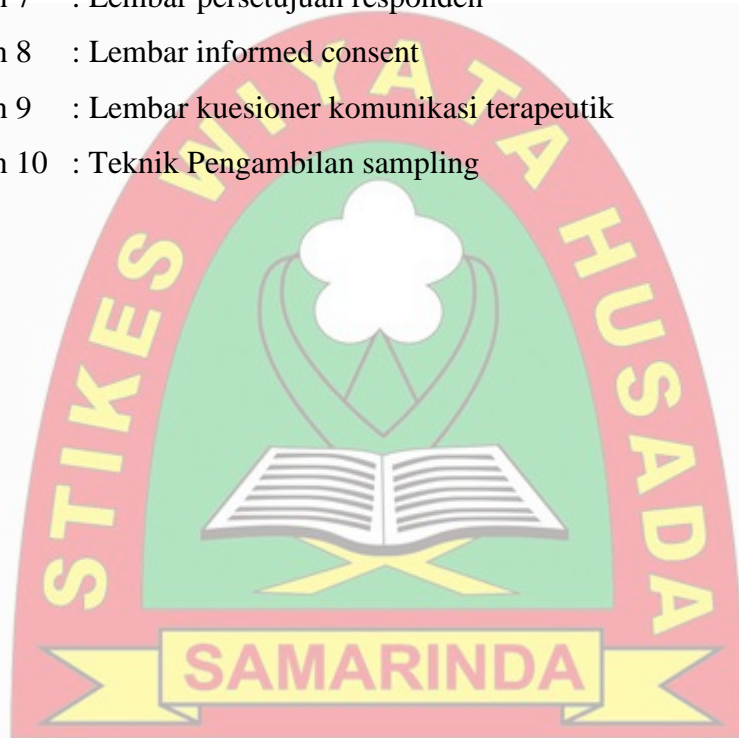 n 7 : Lembar persetujuan responden
n 8 : Lembar informed consent
n 9 : Lembar kuesioner komunikasi terapeutik
n 10 : Teknik Pengambilan sampling
STIKES WIYATA HUSADA
SAMARINDA